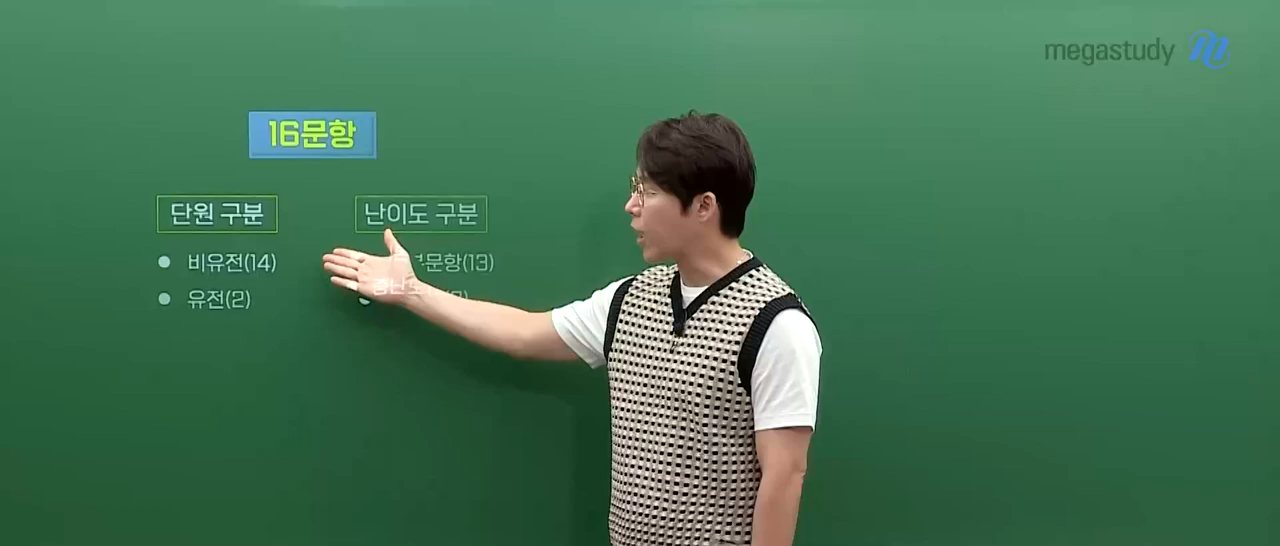 megastudy
16문항
단원 구분
난이도 구분
비유전(14)
문항(13)
유전(2)